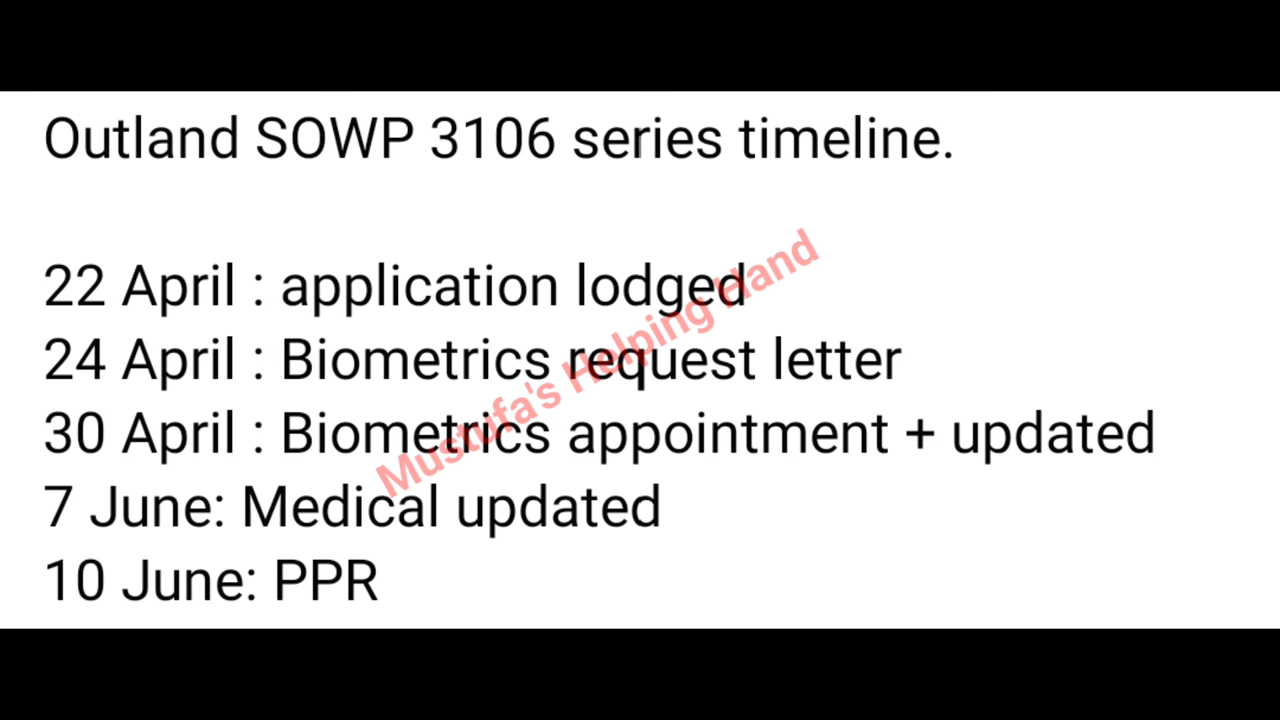 Outland SOWP 3106 series timeline.
22 April : application lodged
24 April : Biometrics request letter
30 April : Biometrics appointment + updated
7 June: Medical updated
10 June: PPR
Mustufa's Helping Hand